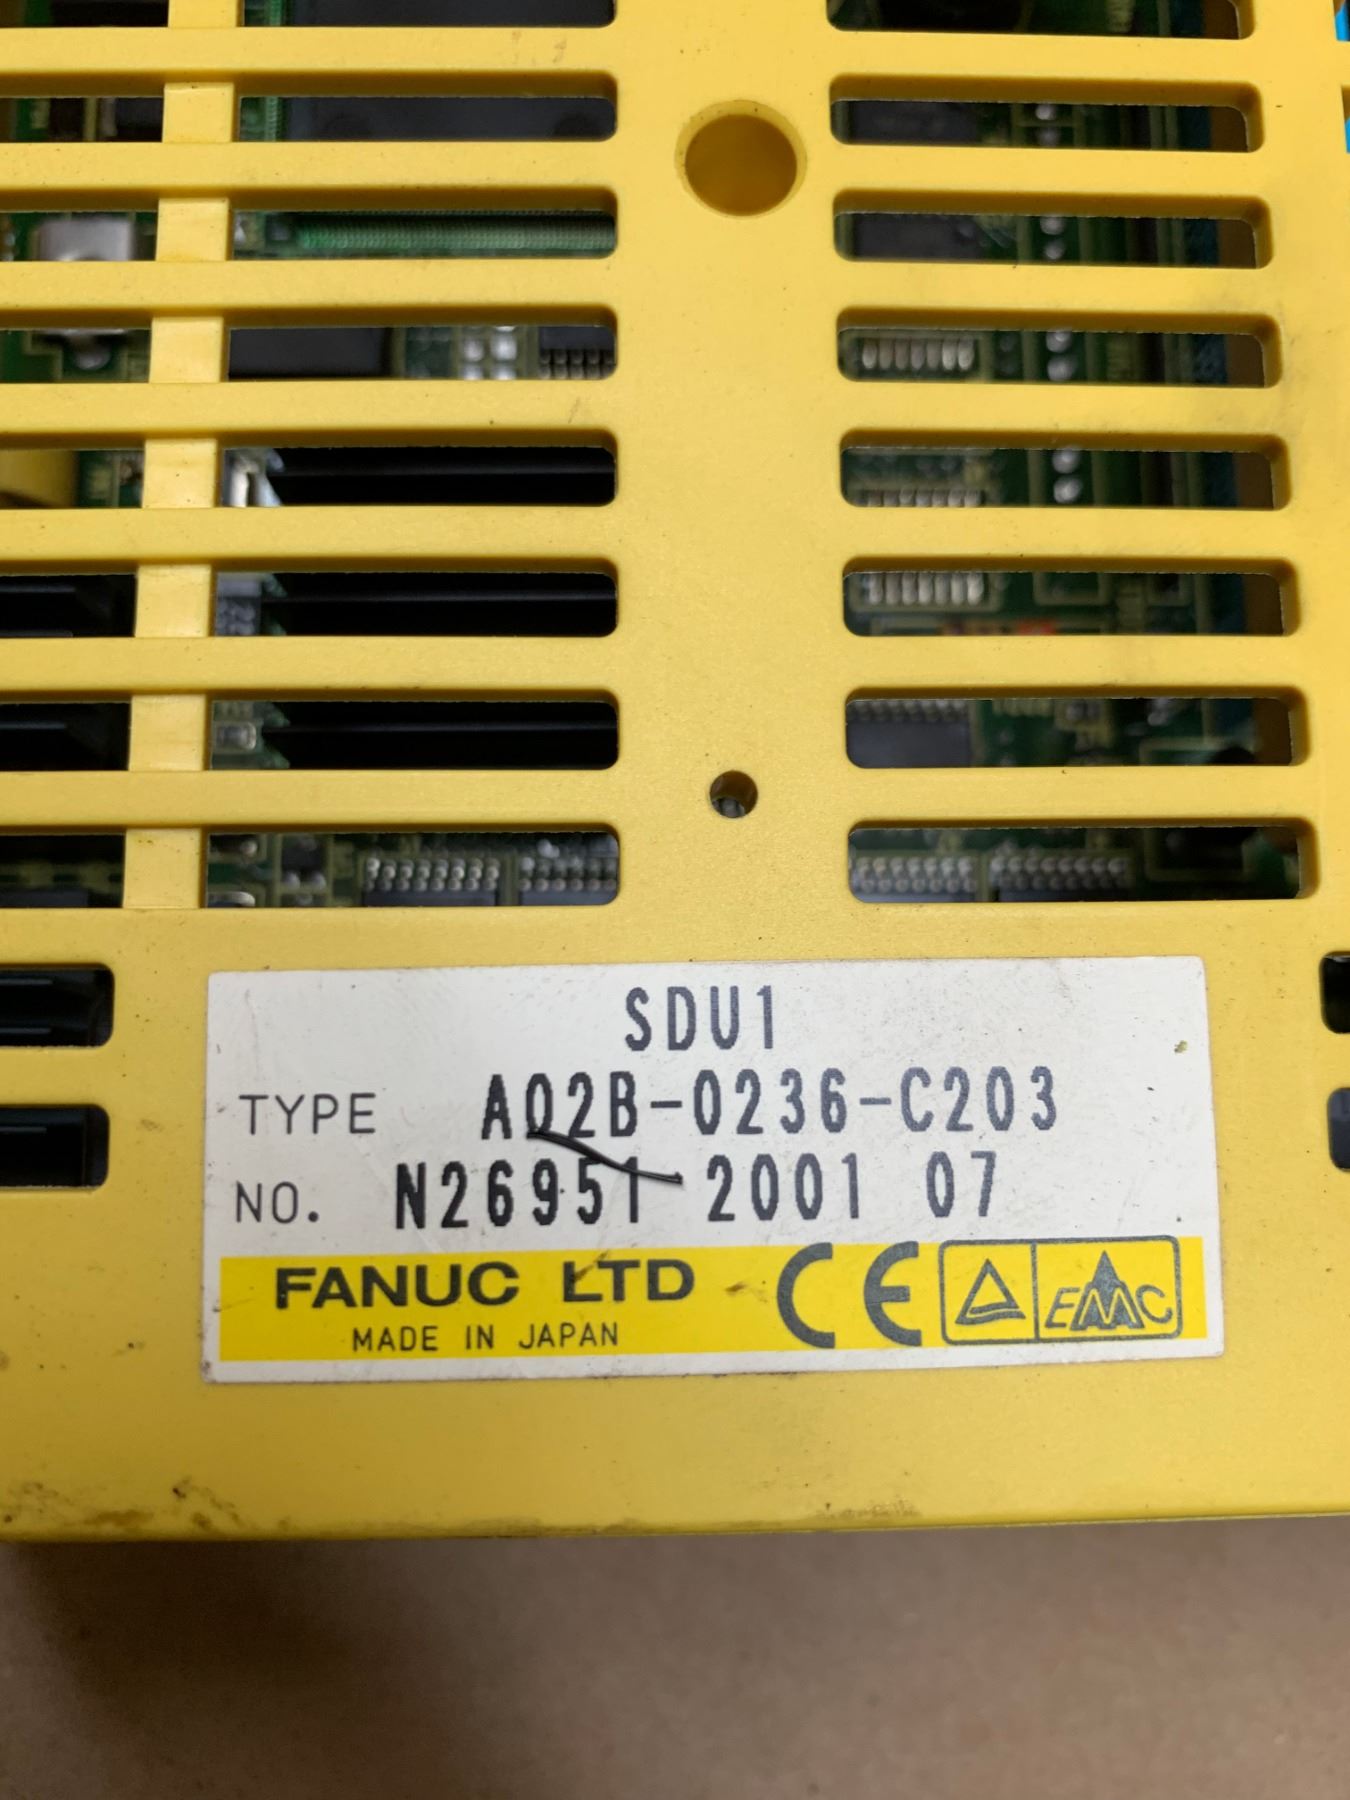 SDU1
TYPE A02B-0236-C203
NO. N26951 2001 07
FANUC LTD CE EMC
MADE IN JAPAN